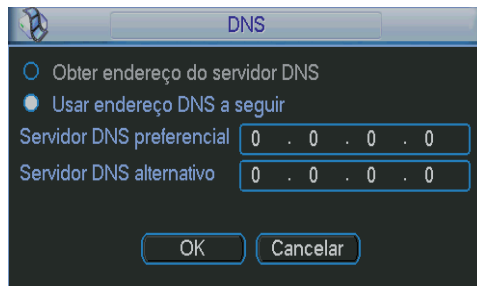 DNS
Obter endereço do servidor DNS
Usar endereço DNS a seguir
Servidor DNS preferencial 0 . 0 . 0 . 0
Servidor DNS alternativo 0 . 0 . 0 . 0
OK Cancelar